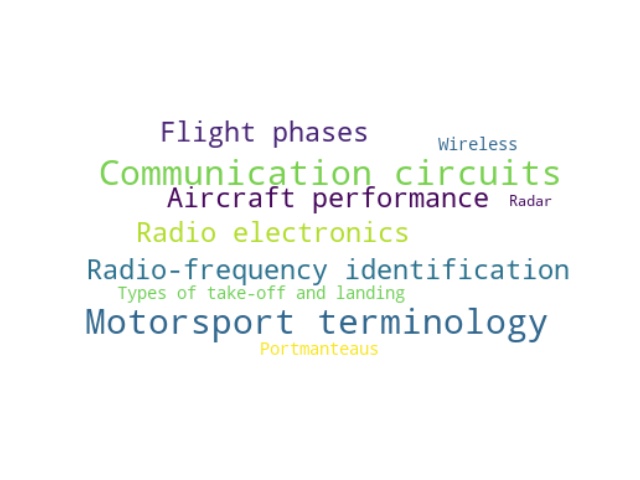 Flight phases
Wireless
Communication circuits
Aircraft performance
Radar
Radio electronics
Radio-frequency identification
Types of take-off and landing
Motorsport terminology
Portmanteaus